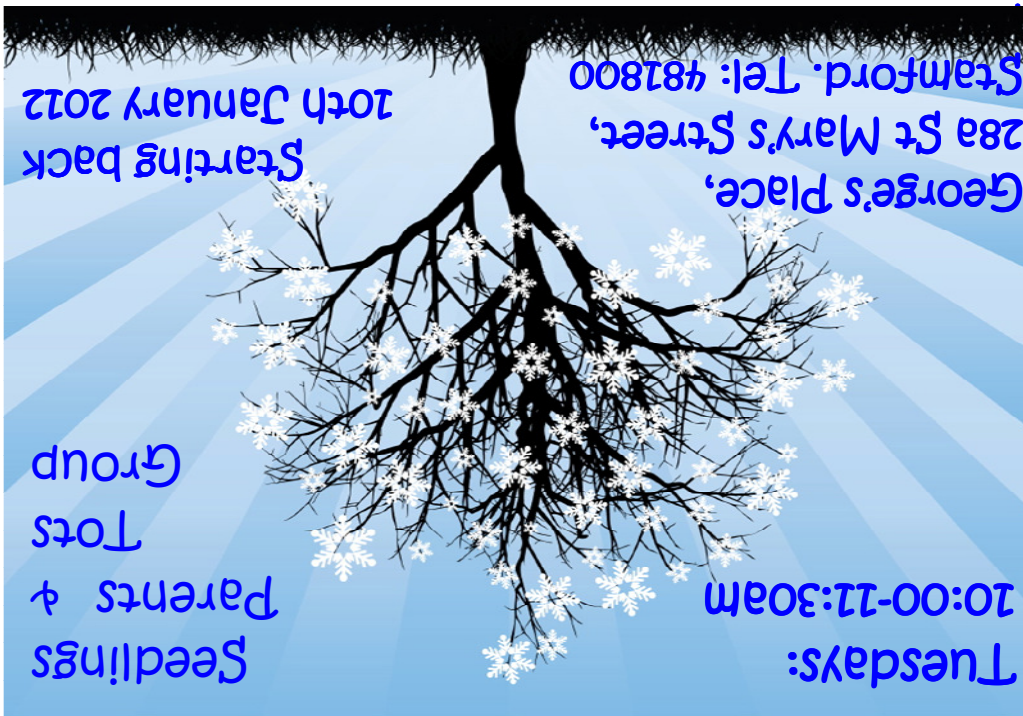 Tuesdays:
10:00-11:30am
Seedlings
Parents &
Tots
Group
George's Place,
28a St Mary's Street,
Stamford. Tel: 481800
Starting back
10th January 2012